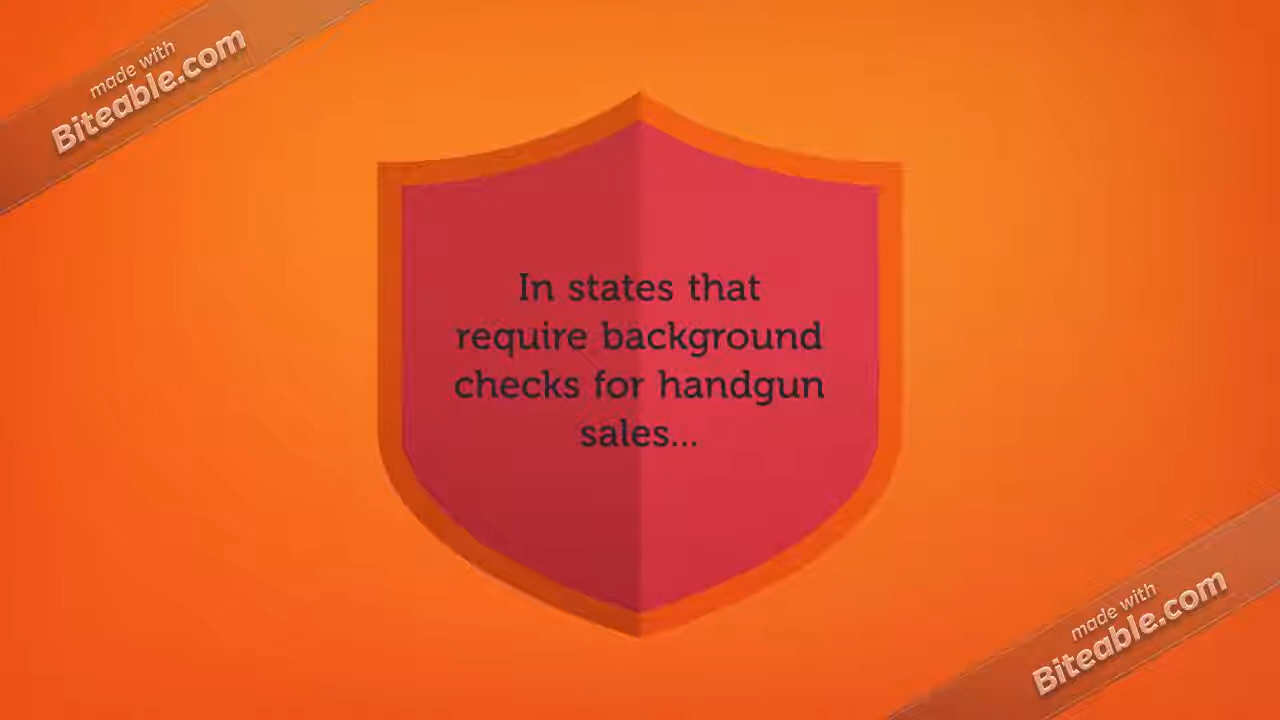 made with
Biteable.com
In states that
require background
checks for handgun
sales...
made with
Biteable.com